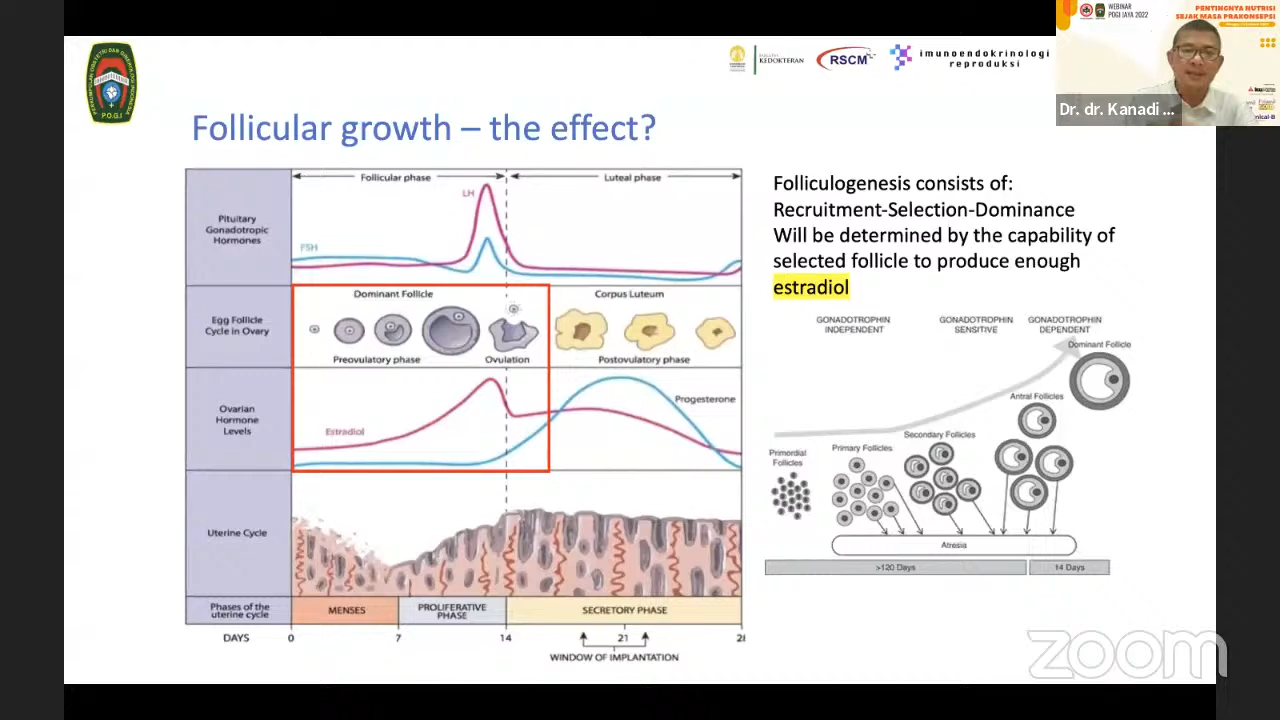 WEBINAR
POGI JAYA 2022
PENTINGNYA NUTRISI
SEJAK MASA PRAKONSEPSI
Dr. dr. Kanadi ...
PERKUMPULAN OBSTETRI DAN GINEKOLOGI INDONESIA
P.O.G.I
KEDOKTERAN
RSCM
imunoendokrinologi
reproduksi
Follicular growth – the effect?
Follicular phase
Luteal phase
Pituitary
Gonadotropic
Hormones
LH
FSH
Egg Follicle
Cycle in Ovary
Dominant Follicle
Corpus Luteum
Preovulatory phase
Ovulation
Postovulatory phase
Ovarian
Hormone
Levels
Estradiol
Progesterone
Uterine Cycle
Phases of the
uterine cycle
MENSES
PROLIFERATIVE
PHASE
SECRETORY PHASE
DAYS 0 7 14 21 28
WINDOW OF IMPLANTATION
Folliculogenesis consists of:
Recruitment-Selection-Dominance
Will be determined by the capability of
selected follicle to produce enough
estradiol
GONADOTROPHIN
INDEPENDENT
GONADOTROPHIN
SENSITIVE
GONADOTROPHIN
DEPENDENT
Dominant Follicle
Antral Follicles
Secondary Follicles
Primary Follicles
Primordial
Follicles
Atresia
>120 Days
14 Days
zoom